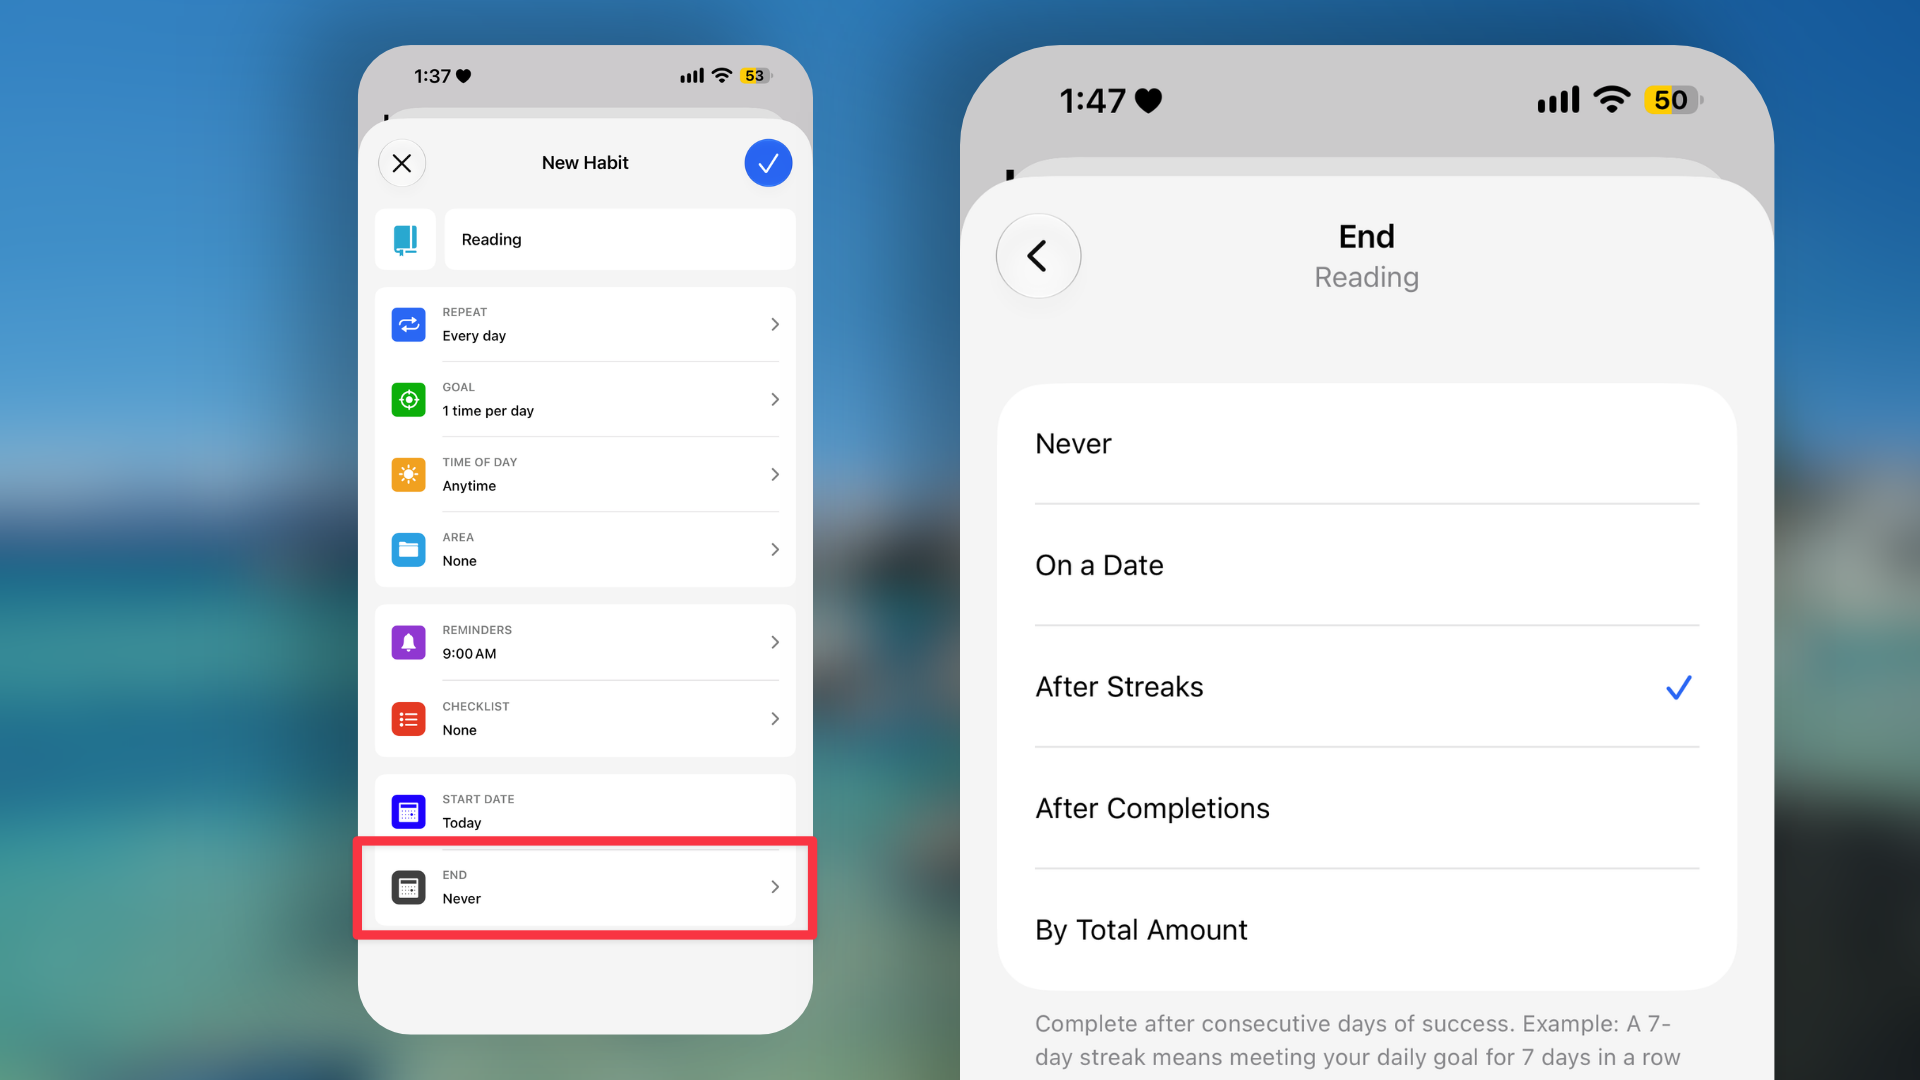 1:37
53
New Habit
Reading
REPEAT
Every day
GOAL
1 time per day
TIME OF DAY
Anytime
AREA
None
REMINDERS
9:00 AM
CHECKLIST
None
START DATE
Today
END
Never
1:47
50
End
Reading
Never
On a Date
After Streaks
After Completions
By Total Amount
Complete after consecutive days of success. Example: A 7-
day streak means meeting your daily goal for 7 days in a row